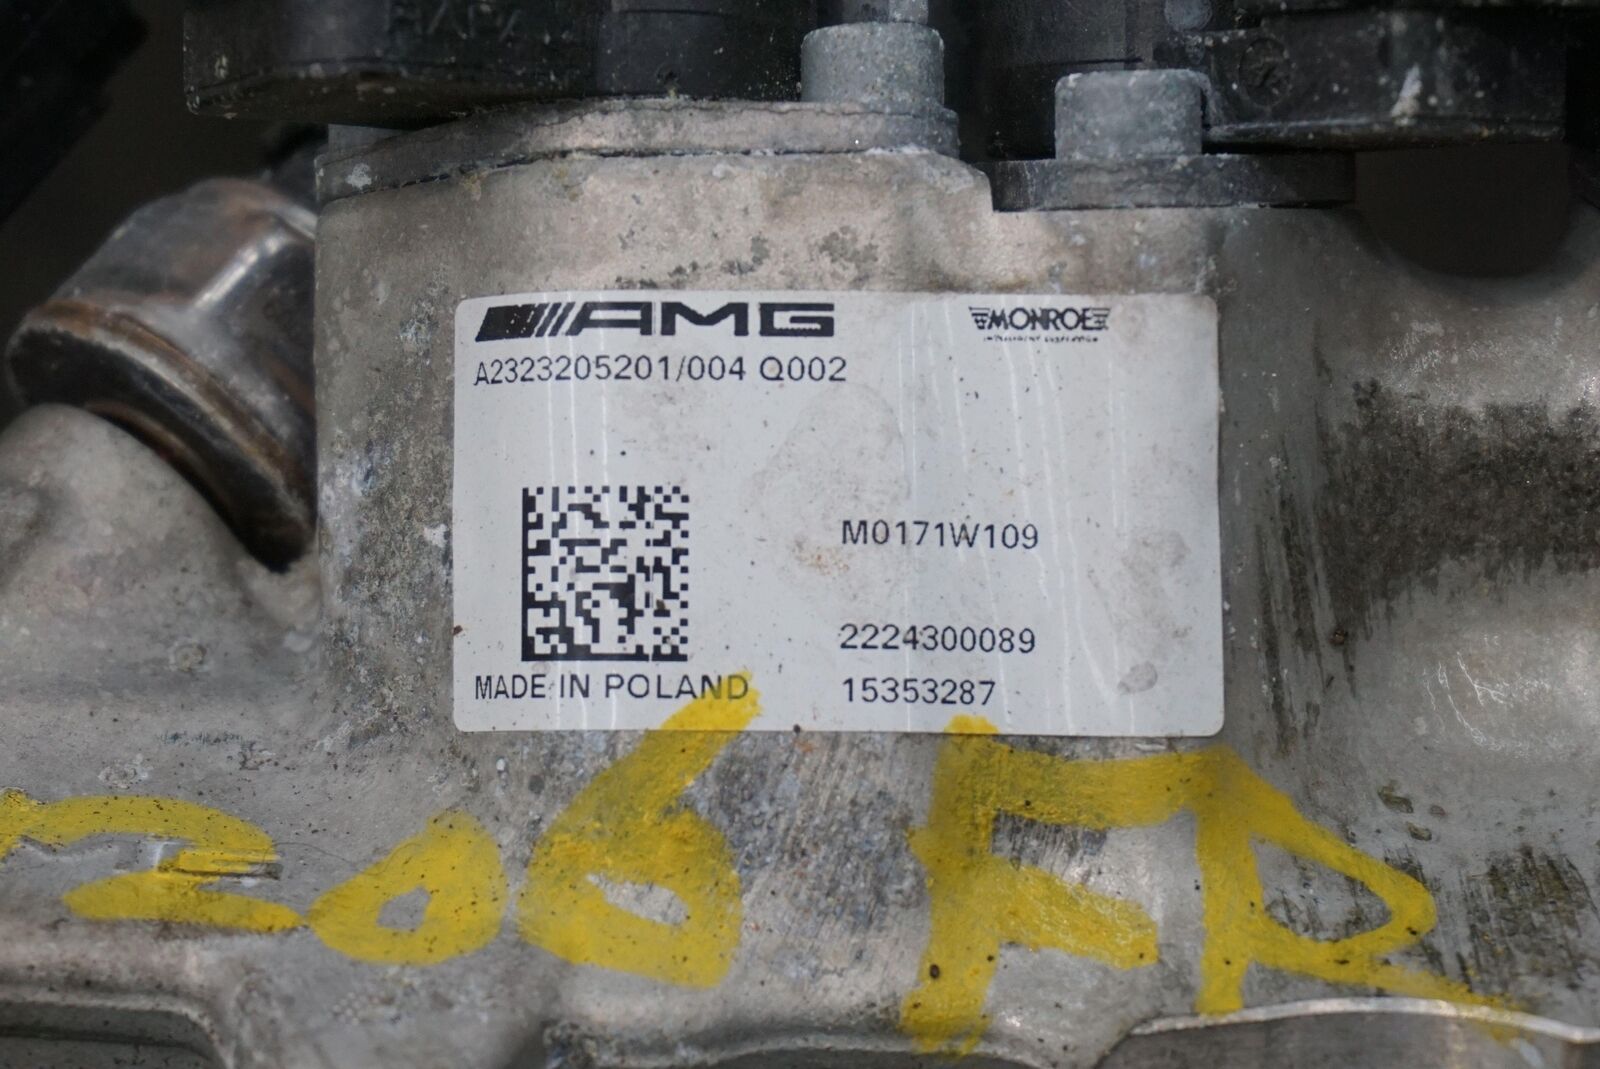 AMG
MONROE
A2323205201/004 Q002
M0171W109
2224300089
MADE IN POLAND
15353287
206 FR